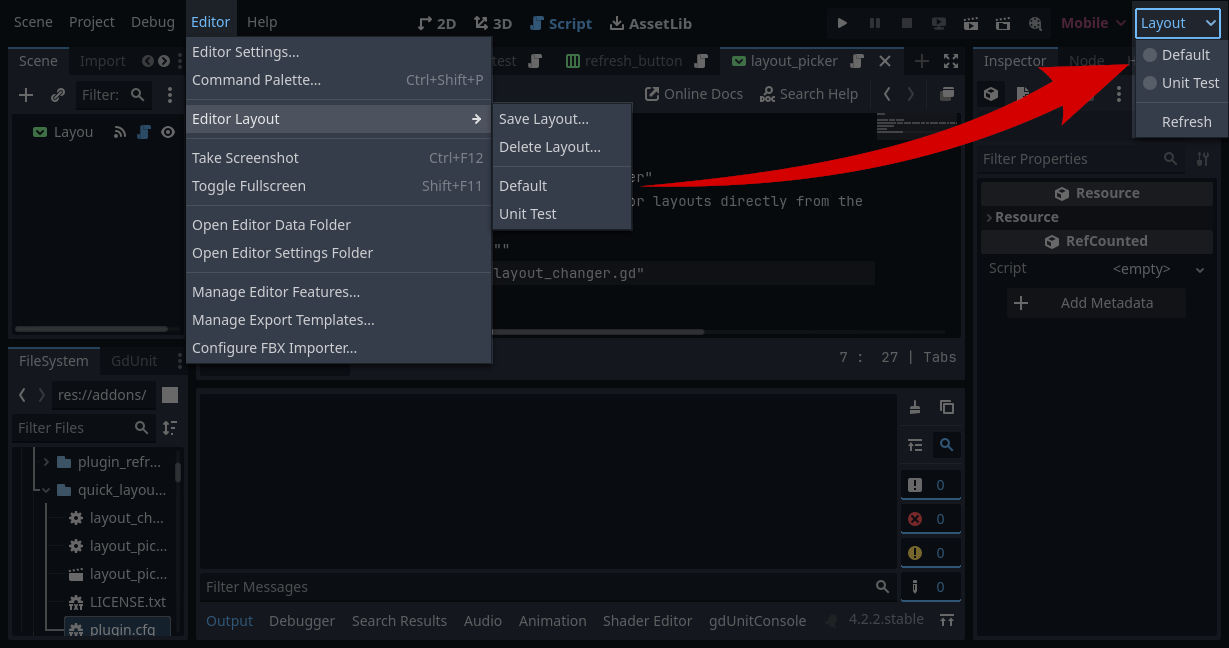 Scene Project Debug Editor Help
2D 3D Script AssetLib
Mobile
Layout
Default
Unit Test
Refresh
Editor Settings...
Command Palette... Ctrl+Shift+P
Editor Layout
Take Screenshot Ctrl+F12
Toggle Fullscreen Shift+F11
Open Editor Data Folder
Open Editor Settings Folder
Manage Editor Features...
Manage Export Templates...
Configure FBX Importer...
Save Layout...
Delete Layout...
Default
Unit Test
Scene Import
Filter:
Layou
test refresh_button layout_picker
Online Docs Search Help
er"
or layouts directly from the
""
layout_changer.gd"
7 : 27 | Tabs
FileSystem GdUnit
res://addons/
Filter Files
plugin_refr...
quick_layou...
layout_ch...
layout_pic...
layout_pic...
LICENSE.txt
plugin.cfg
0
0
0
0
Filter Messages
Output Debugger Search Results Audio Animation Shader Editor gdUnitConsole 4.2.2.stable
Inspector Node
Filter Properties
Resource
Resource
RefCounted
Script <empty>
Add Metadata